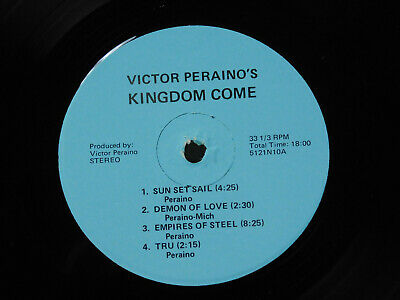 VICTOR PERAINO'S
KINGDOM COME
Produced by:
Victor Peraino
STEREO
33 1/3 RPM
Total Time: 18:00
5121N10A
1. SUN SET SAIL (4:25)
Peraino
2. DEMON OF LOVE (2:30)
Peraino-Mich
3. EMPIRES OF STEEL (8:25)
Peraino
4. TRU (2:15)
Peraino